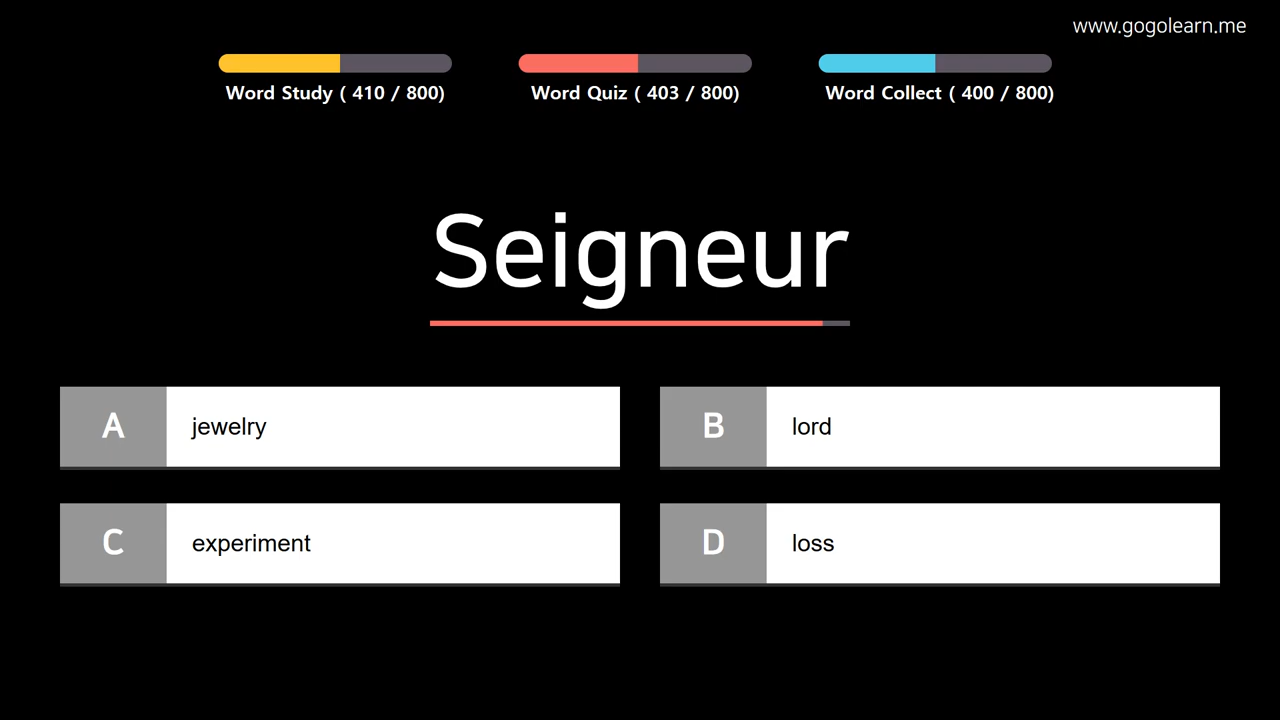 www.gogolearn.me
Word Study ( 410 / 800)
Word Quiz ( 403 / 800)
Word Collect ( 400 / 800)
Seigneur
A jewelry
B lord
C experiment
D loss